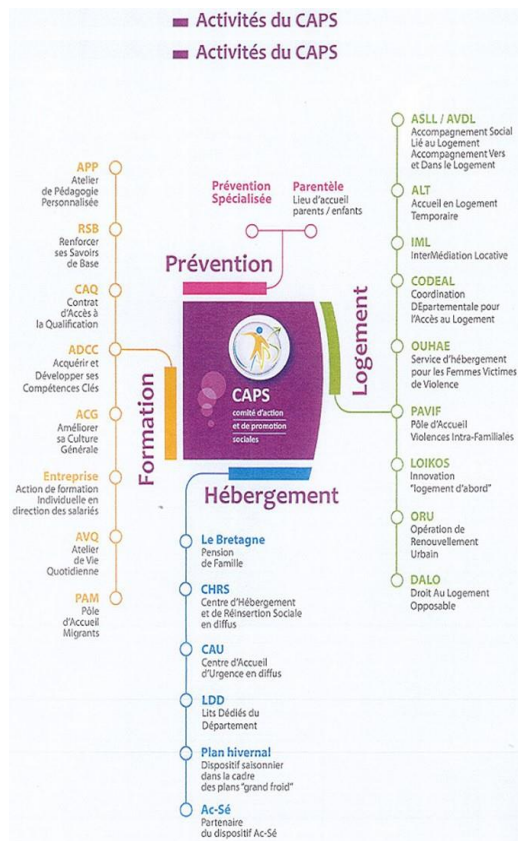 Activités du CAPS
Activités du CAPS
APP
Atelier
de Pédagogie
Personnalisée
RSB
Renforcer
ses Savoirs
de Base
CAQ
Contrat
d'Accès à
la Qualification
ADCC
Acquérir et
Développer ses
Compétences Clés
ACG
Améliorer
sa Culture
Générale
Entreprise
Action de formation
Individuelle en
direction des salariés
AVQ
Atelier
de Vie
Quotidienne
PAM
Pôle
d'Accueil
Migrants
Formation
Prévention
Spécialisée
Parentèle
Lieu d'accueil
parents / enfants
Prévention
CAPS
comité d'action
et de promotion
sociales
Logement
ASLL / AVDL
Accompagnement Social
Lié au Logement
Accompagnement Vers
et Dans le Logement
ALT
Accueil en Logement
Temporaire
IML
InterMédiation Locative
CODEAL
Coordination
DEpartementale pour
l'Accès au Logement
OUHAE
Service d'hébergement
pour les Femmes Victimes
de Violence
PAVIF
Pôle d'Accueil
Violences Intra-Familiales
LOIKOS
Innovation
"logement d'abord"
ORU
Opération de
Renouvellement
Urbain
DALO
Droit Au Logement
Opposable
Hébergement
Le Bretagne
Pension
de Famille
CHRS
Centre d'Hébergement
et de Réinsertion Sociale
en diffus
CAU
Centre d'Accueil
d'Urgence en diffus
LDD
Lits Dédiés du
Département
Plan hivernal
Dispositif saisonnier
dans la cadre
des plans "grand froid"
Ac-Sé
Partenaire
du dispositif Ac-Sé